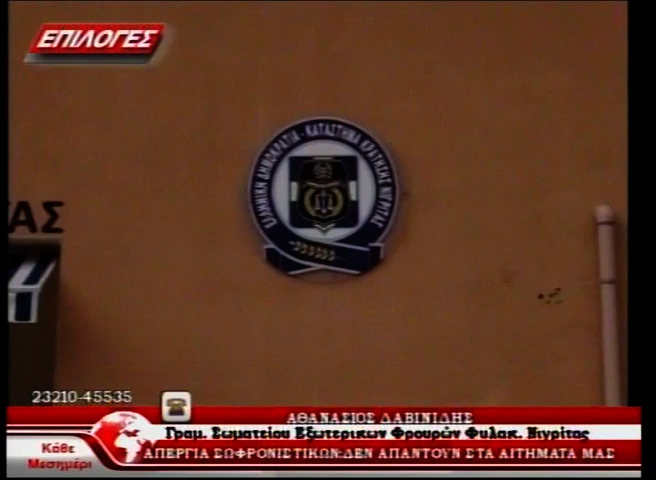 ΕΠΙΛΟΓΕΣ
ΕΛΛΗΝΙΚΗ ΔΗΜΟΚΡΑΤΙΑ - ΚΑΤΑΣΤΗΜΑ ΚΡΑΤΗΣΗΣ ΝΙΓΡΙΤΑΣ
ΑΣ
23210-45535
ΑΘΑΝΑΣΙΟΣ ΔΑΒΙΝΙΔΗΣ
Γραμ. Σωματείου Εξωτερικων Φρουρών Φυλακ. Νιγρίτας
Κάθε
Μεσημέρι
ΑΠΕΡΓΙΑ ΣΩΦΡΟΝΙΣΤΙΚΩΝ:ΔΕΝ ΑΠΑΝΤΟΥΝ ΣΤΑ ΑΙΤΗΜΑΤΑ ΜΑΣ